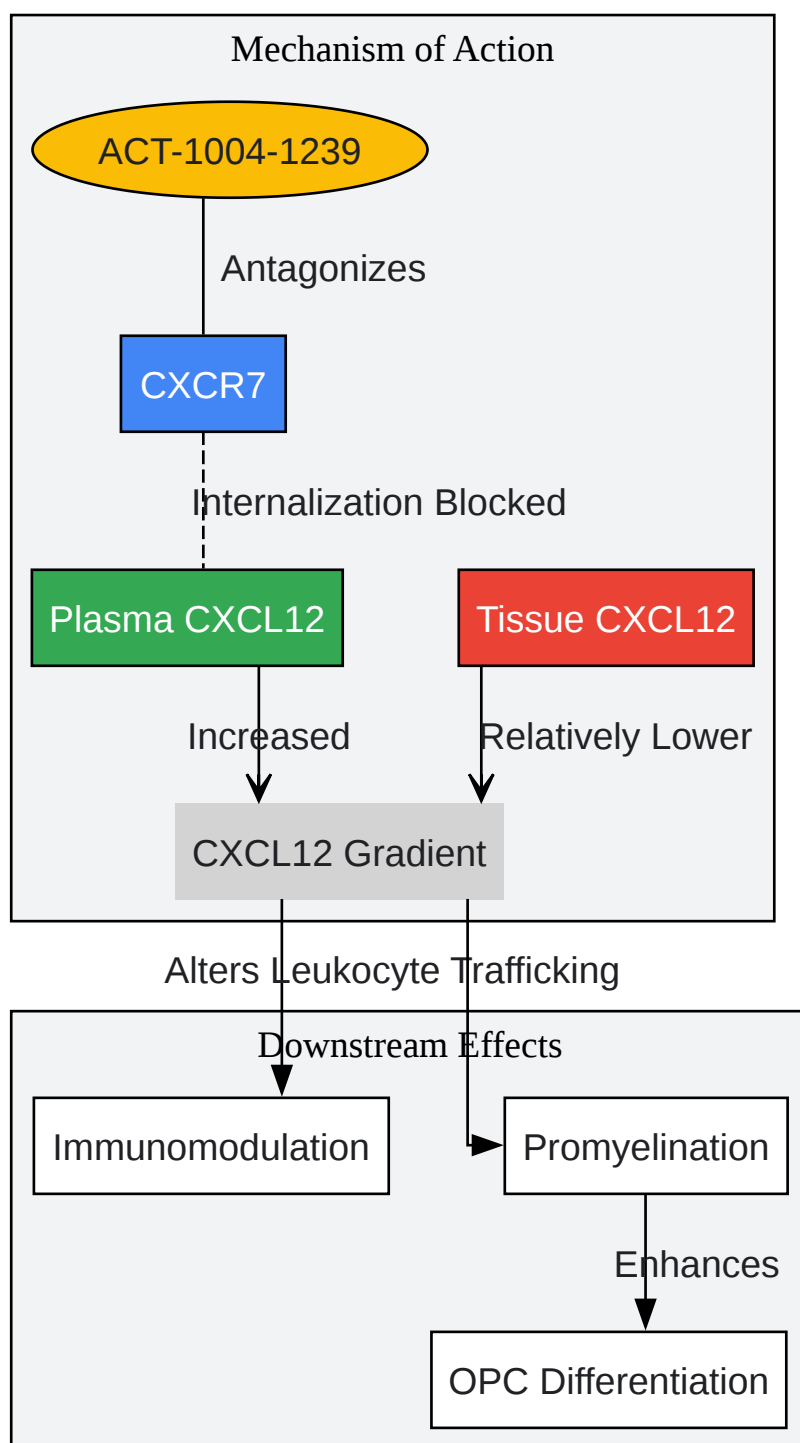 Mechanism of Action
ACT-1004-1239
Antagonizes
CXCR7
Internalization Blocked
Plasma CXCL12
Tissue CXCL12
Increased
Relatively Lower
CXCL12 Gradient
Alters Leukocyte Trafficking
Downstream Effects
Immunomodulation
Promyelination
Enhances
OPC Differentiation